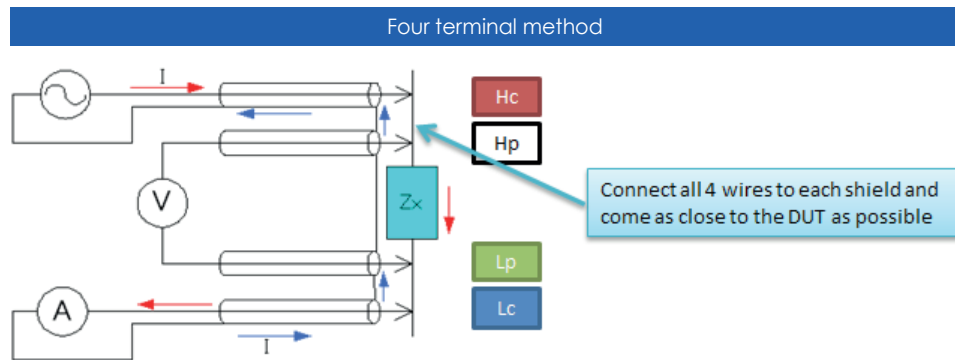 Four terminal method
I
Hc
Hp
V
Zx
Connect all 4 wires to each shield and
come as close to the DUT as possible
Lp
A
Lc
I